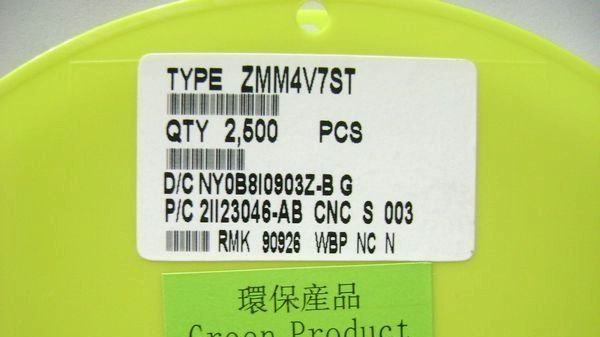 TYPE ZMM4V7ST
QTY 2,500 PCS
D/C NY0B8I0903Z-B G
P/C 2II23046-AB CNC S 003
RMK 90926 WBP NC N
環保産品
Green Product